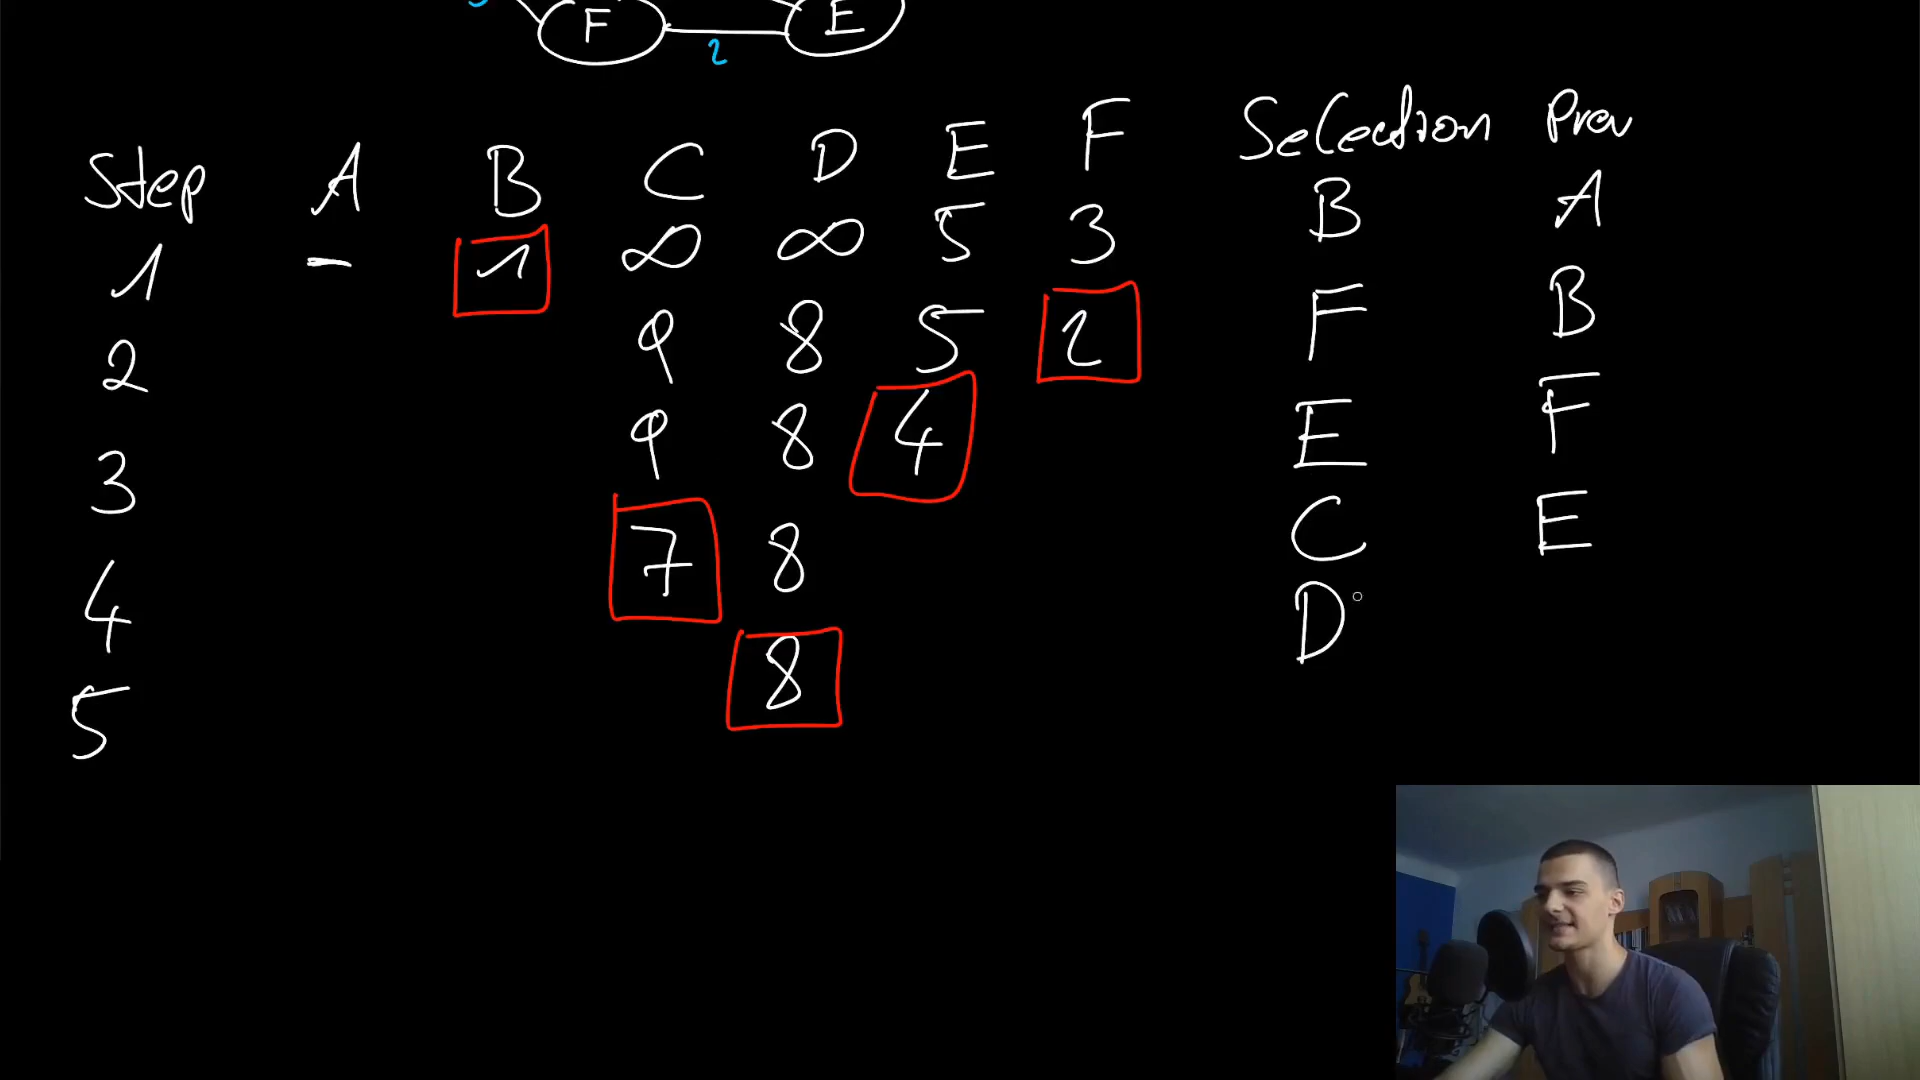 F E
2
Step A B C D E F Selection Prev
1 - 1 ∞ ∞ 5 3 B A
2 9 8 5 2 F B
3 9 8 4 E F
4 7 8 C E
5 8 D